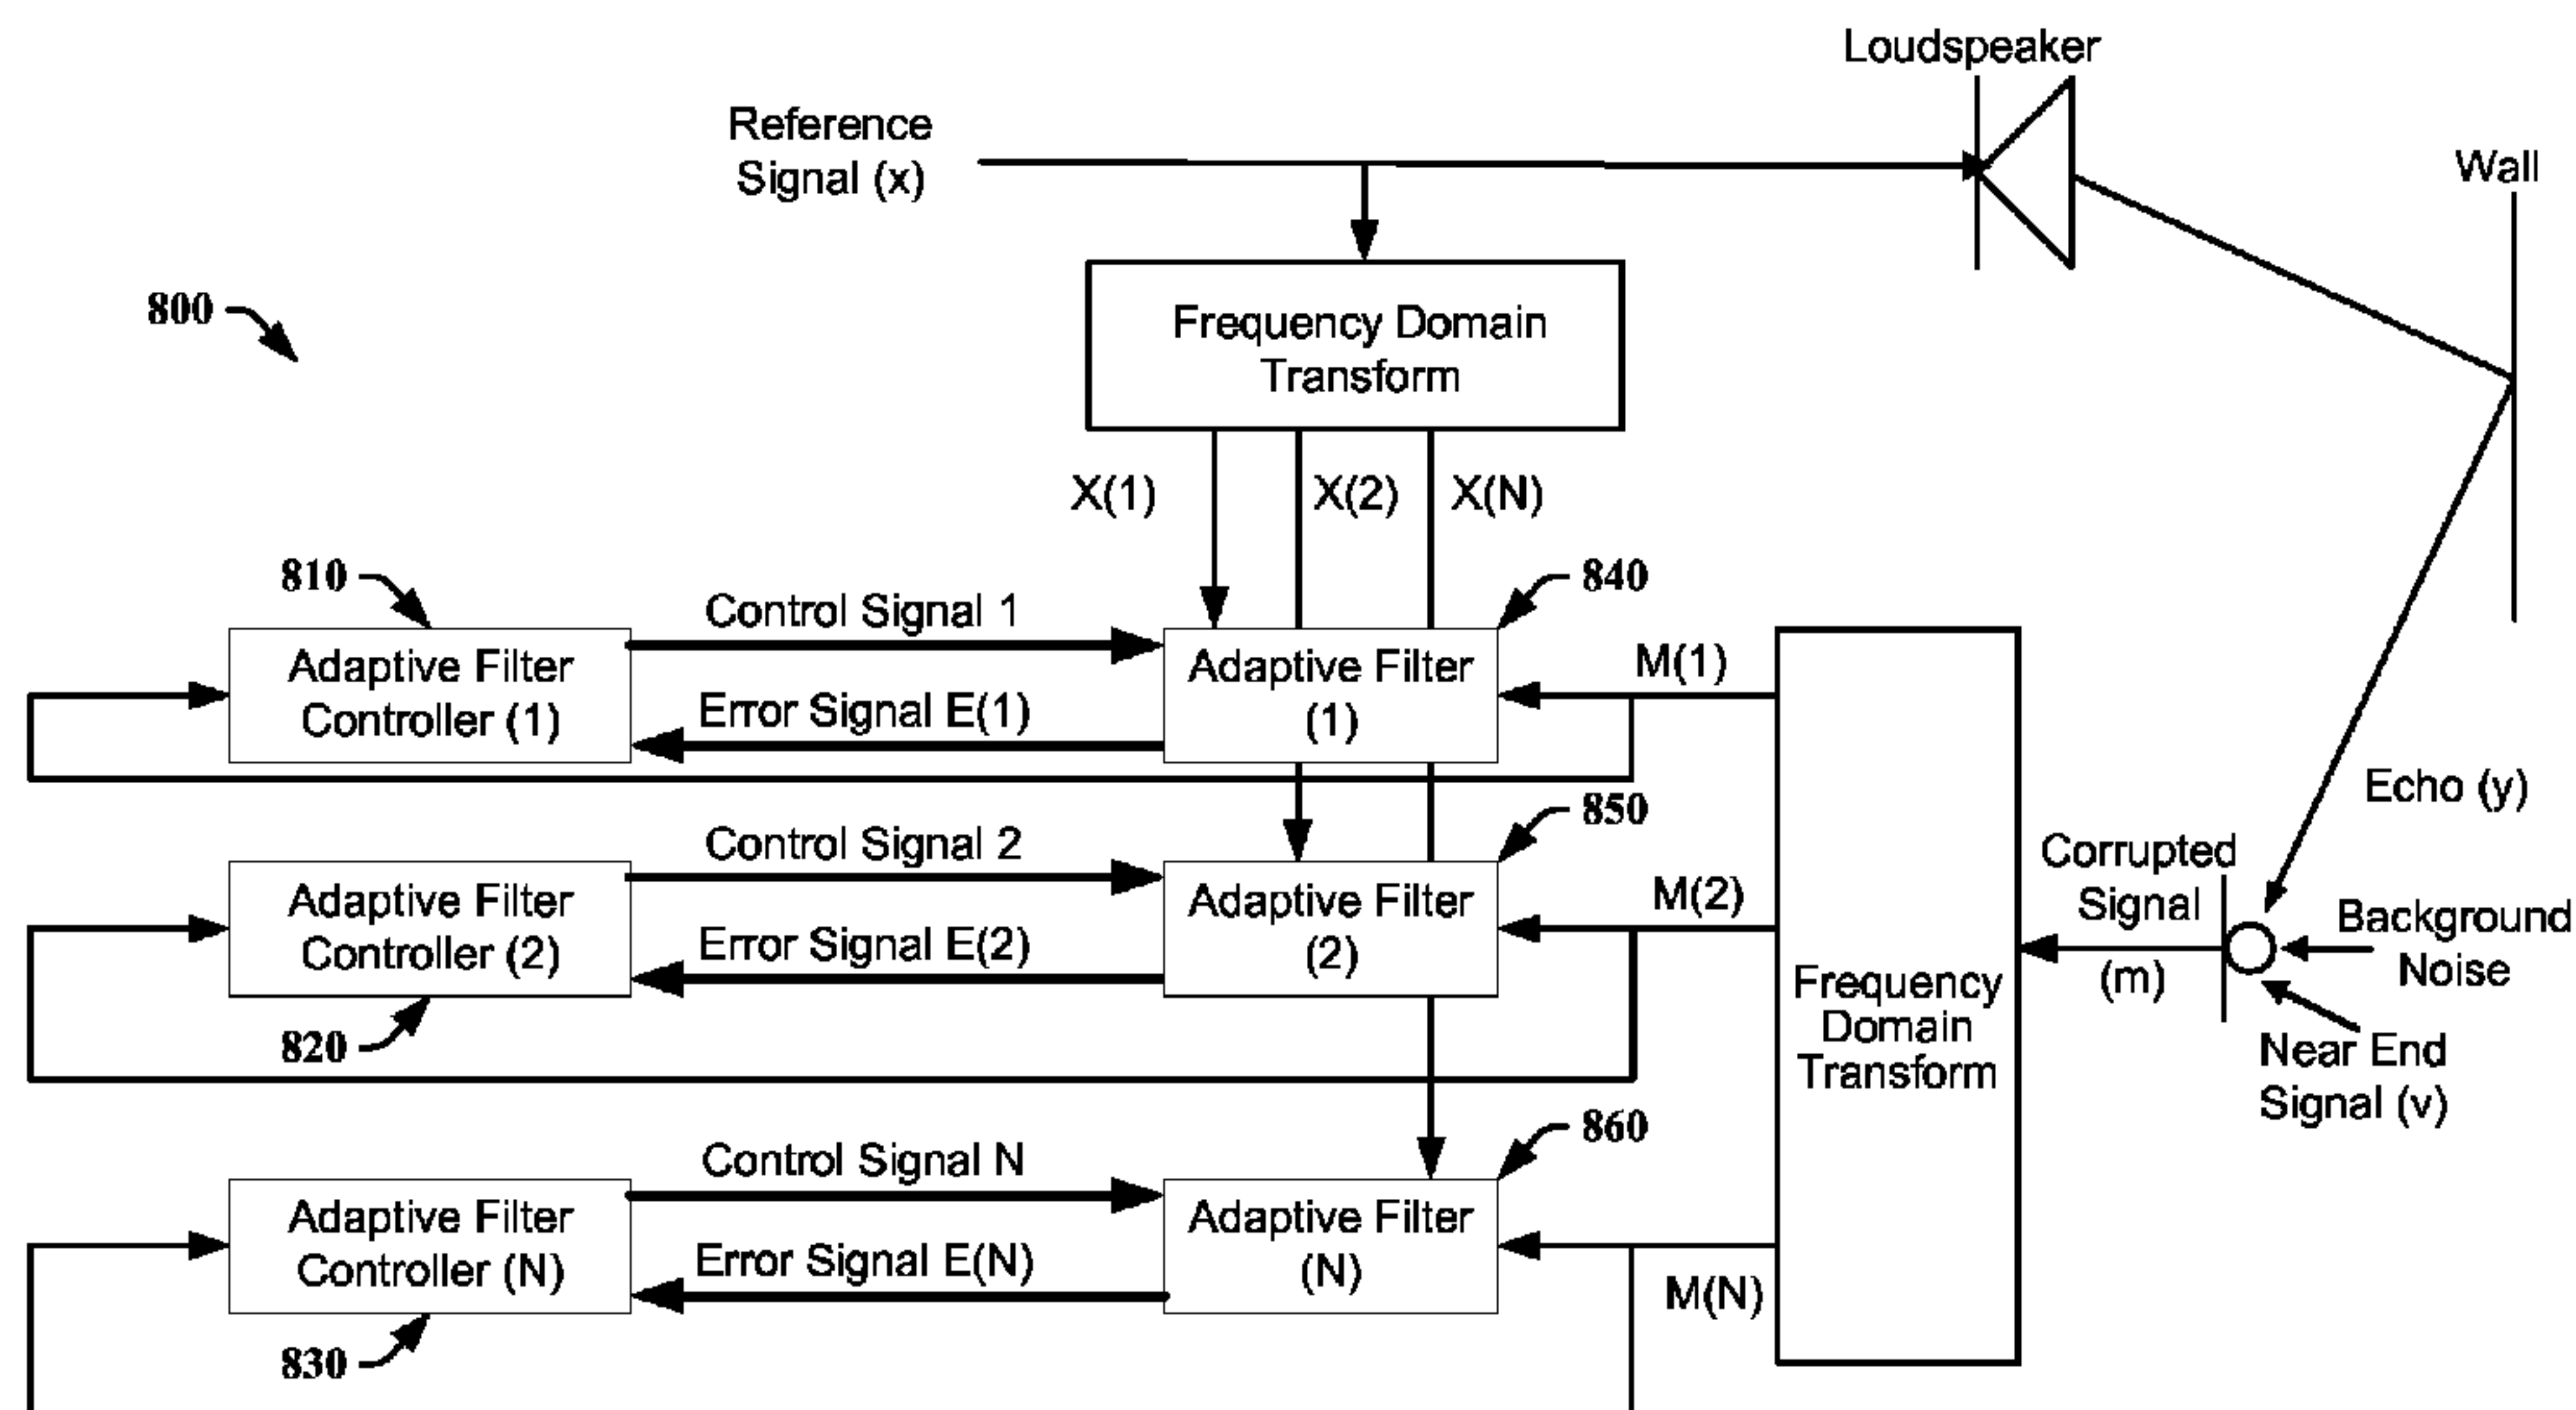 Loudspeaker
Reference
Signal (x)
Wall
800
Frequency Domain
Transform
X(1)
X(2)
X(N)
810
840
Control Signal 1
Adaptive Filter
Controller (1)
Error Signal E(1)
Adaptive Filter
(1)
M(1)
Echo (y)
850
Control Signal 2
Adaptive Filter
Controller (2)
Error Signal E(2)
Adaptive Filter
(2)
M(2)
Corrupted
Signal
(m)
Background
Noise
Near End
Signal (v)
Frequency
Domain
Transform
820
860
Control Signal N
Adaptive Filter
Controller (N)
Error Signal E(N)
Adaptive Filter
(N)
M(N)
830